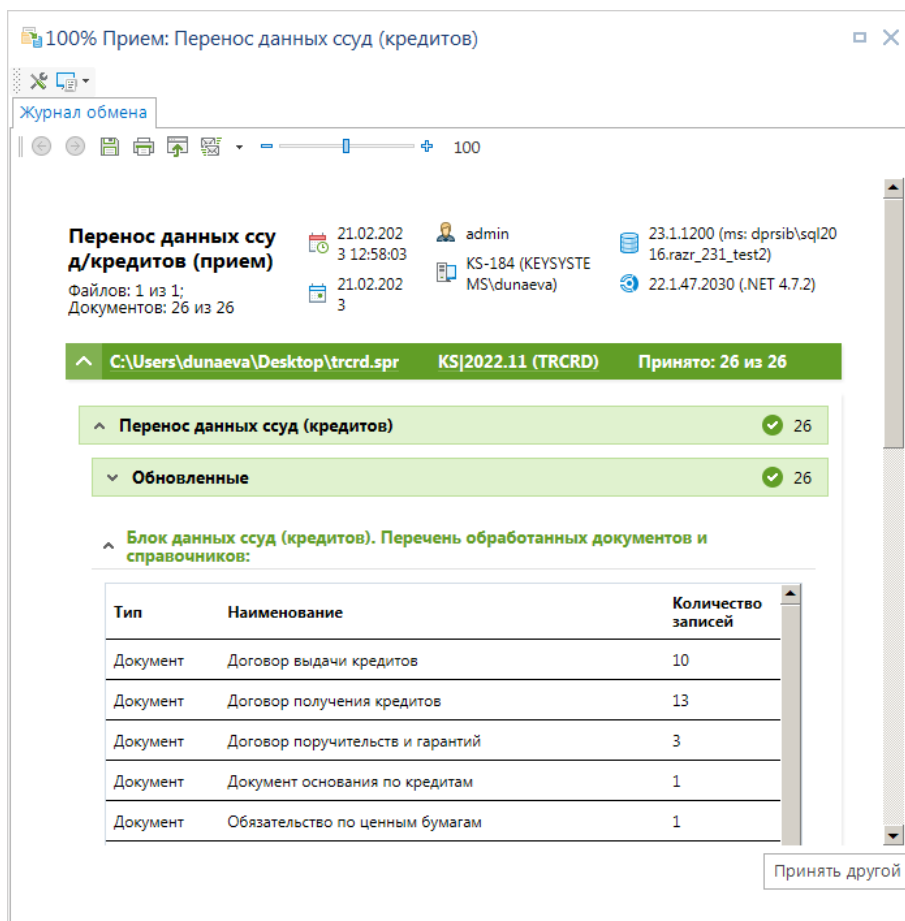 100% Прием: Перенос данных ссуд (кредитов)
Журнал обмена
100
Перенос данных ссу
д/кредитов (прием)
Файлов: 1 из 1;
Документов: 26 из 26
21.02.202
3 12:58:03
21.02.202
3
admin
KS-184 (KEYSYSTE
MS\dunaeva)
23.1.1200 (ms: dprsib\sql20
16.razr_231_test2)
22.1.47.2030 (.NET 4.7.2)
C:\Users\dunaeva\Desktop\trcrd.spr KS|2022.11 (TRCRD) Принято: 26 из 26
Перенос данных ссуд (кредитов) 26
Обновленные 26
Блок данных ссуд (кредитов). Перечень обработанных документов и
справочников:
Тип Наименование Количество
записей
Документ Договор выдачи кредитов 10
Документ Договор получения кредитов 13
Документ Договор поручительств и гарантий 3
Документ Документ основания по кредитам 1
Документ Обязательство по ценным бумагам 1
Принять другой